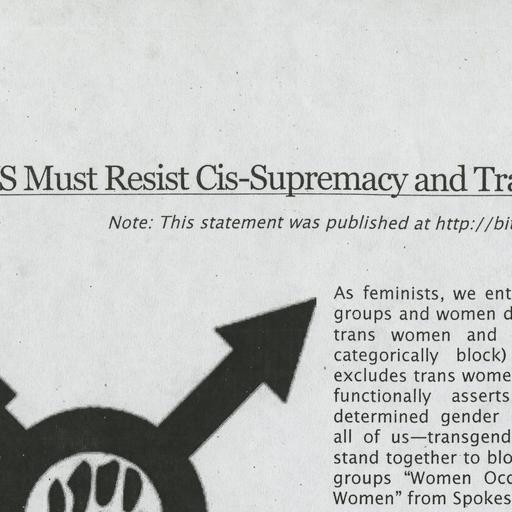 S Must Resist Cis-Supremacy and Tra
Note: This statement was published at http://bi
As feminists, we ent
groups and women d
trans women and
categorically block)
excludes trans wome
functionally asserts
determined gender
all of us—transgend
stand together to blo
groups “Women Occ
Women” from Spokes